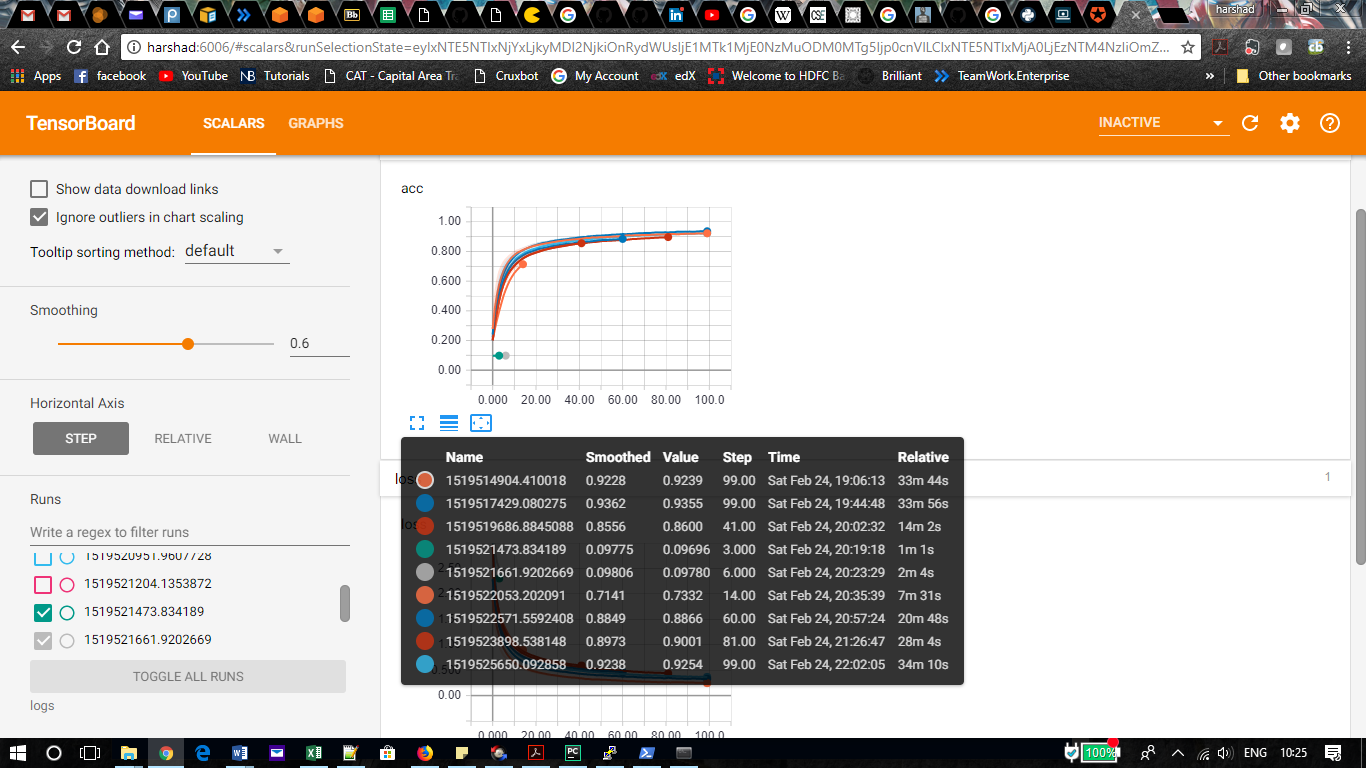 harshad
harshad:6006/#scalars&runSelectionState=
Apps facebook YouTube Tutorials CAT - Capital Area Tr Cruxbot My Account edX Welcome to HDFC Ba Brilliant TeamWork.Enterprise » Other bookmarks
TensorBoard SCALARS GRAPHS INACTIVE
Show data download links
Ignore outliers in chart scaling
Tooltip sorting method: default
Smoothing
0.6
Horizontal Axis
STEP RELATIVE WALL
Runs
Write a regex to filter runs
1519520951.9607728
1519521204.1353872
1519521473.834189
1519521661.9202669
TOGGLE ALL RUNS
logs
acc
1.00
0.800
0.600
0.400
0.200
0.00
0.000 20.00 40.00 60.00 80.00 100.0
1
Name Smoothed Value Step Time Relative
1519514904.410018 0.9228 0.9239 99.00 Sat Feb 24, 19:06:13 33m 44s
1519517429.080275 0.9362 0.9355 99.00 Sat Feb 24, 19:44:48 33m 56s
1519519686.8845088 0.8556 0.8600 41.00 Sat Feb 24, 20:02:32 14m 2s
1519521473.834189 0.09775 0.09696 3.000 Sat Feb 24, 20:19:18 1m 1s
1519521661.9202669 0.09806 0.09780 6.000 Sat Feb 24, 20:23:29 2m 4s
1519522053.202091 0.7141 0.7332 14.00 Sat Feb 24, 20:35:39 7m 31s
1519522571.5592408 0.8849 0.8866 60.00 Sat Feb 24, 20:57:24 20m 48s
1519523898.538148 0.8973 0.9001 81.00 Sat Feb 24, 21:26:47 28m 4s
1519525650.092858 0.9238 0.9254 99.00 Sat Feb 24, 22:02:05 34m 10s
0.00
0.000 20.00 40.00 60.00 80.00 100.0
100% ENG 10:25